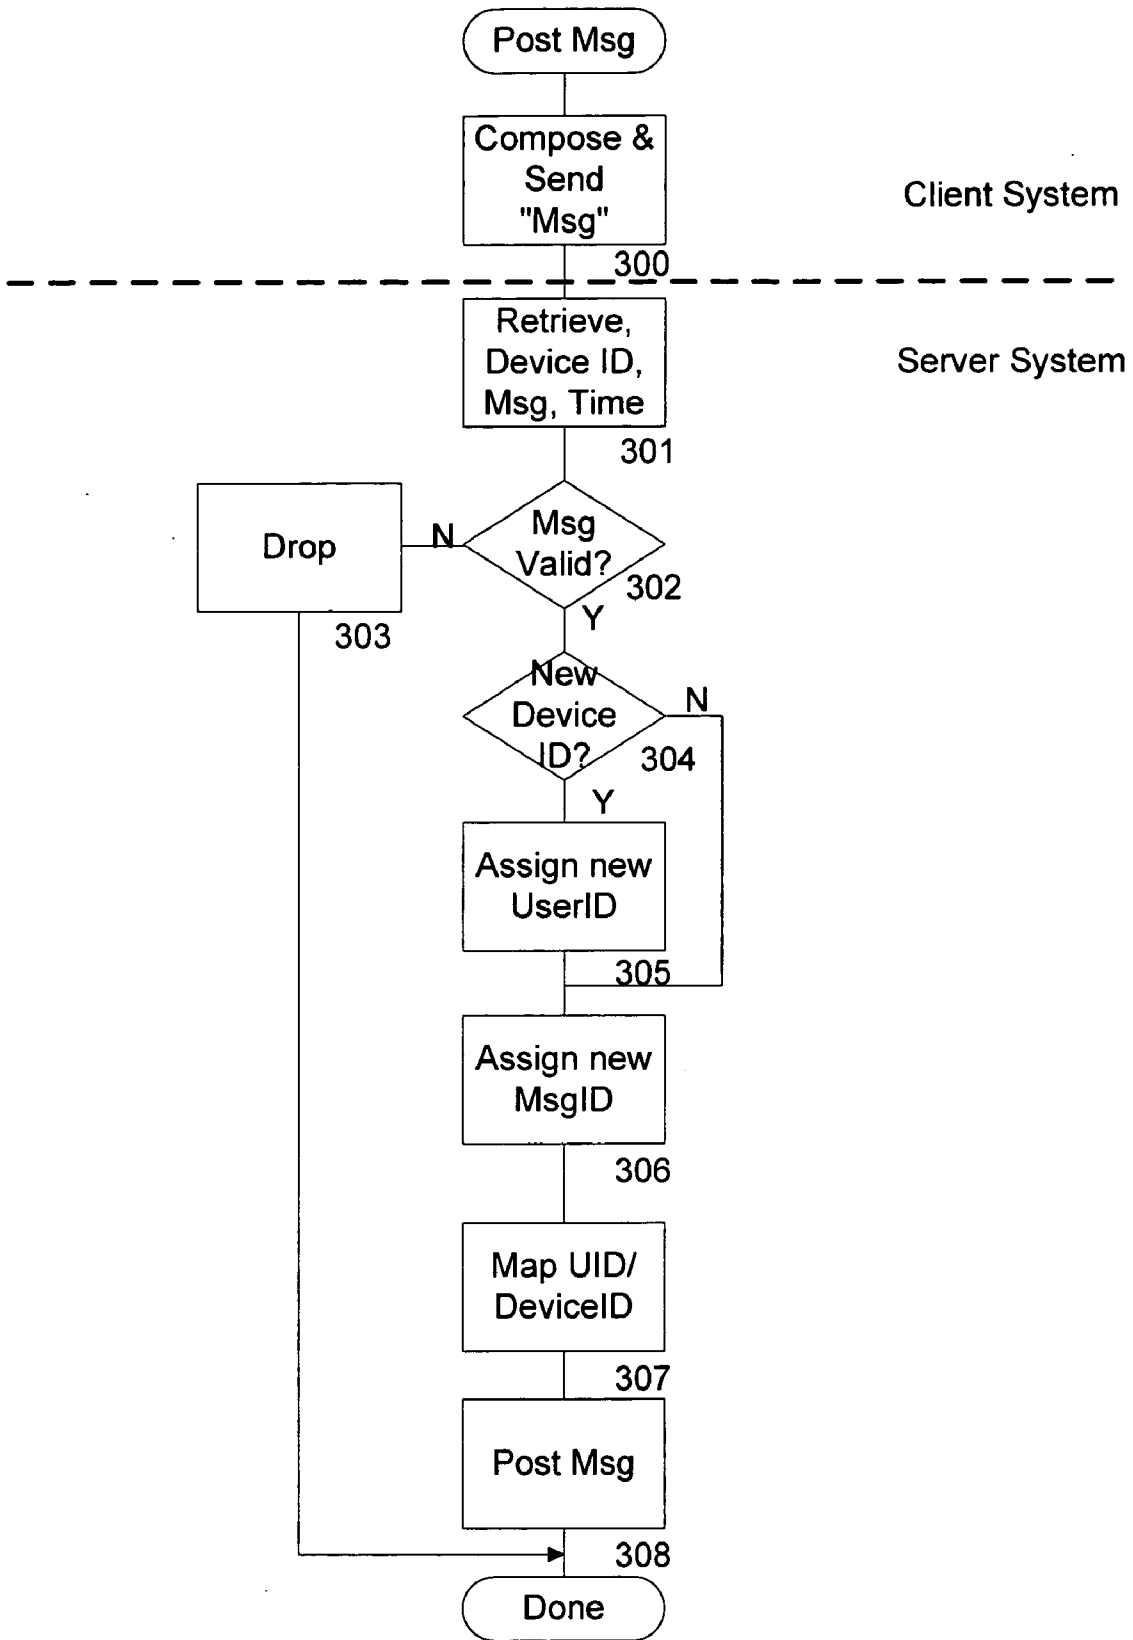 Post Msg
Compose &
Send
"Msg"
Client System
300
Retrieve,
Device ID,
Msg, Time
Server System
301
Msg
Valid?
N
Drop
302
303
Y
New
Device
ID?
N
304
Y
Assign new
UserID
305
Assign new
MsgID
306
Map UID/
DeviceID
307
Post Msg
308
Done